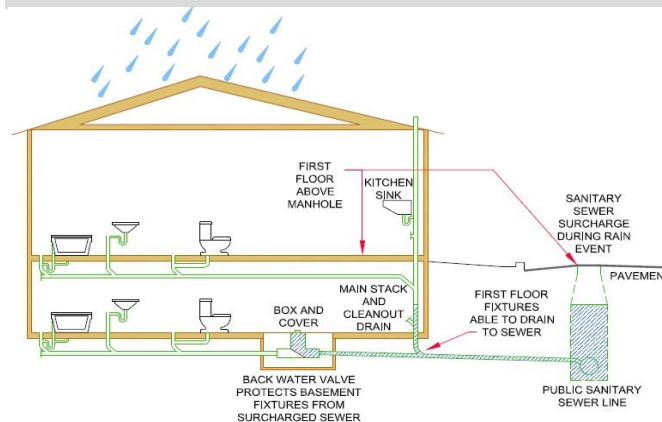 FIRST
FLOOR
ABOVE
MANHOLE
KITCHEN
SINK
SANITARY
SEWER
SURCHARGE
DURING RAIN
EVENT
PAVEMEN
MAIN STACK
AND
CLEANOUT
DRAIN
BOX AND
COVER
FIRST FLOOR
FIXTURES
ABLE TO DRAIN
TO SEWER
BACK WATER VALVE
PROTECTS BASEMENT
FIXTURES FROM
SURCHARGED SEWER
PUBLIC SANITARY
SEWER LINE